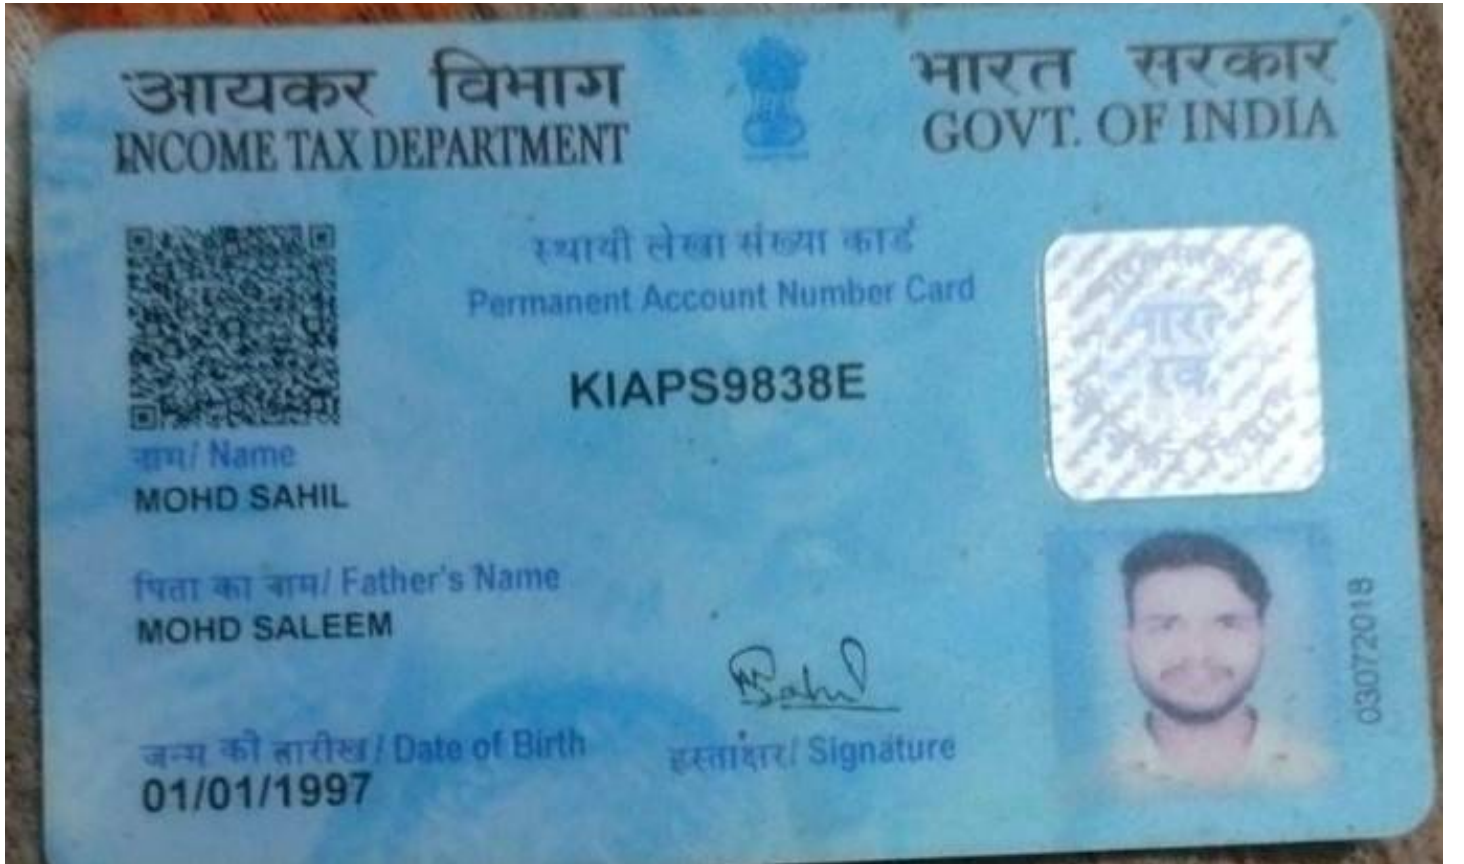 आयकर विभाग
INCOME TAX DEPARTMENT
भारत सरकार
GOVT. OF INDIA
स्थायी लेखा संख्या कार्ड
Permanent Account Number Card
KIAPS9838E
नाम/ Name
MOHD SAHIL
पिता का नाम/ Father's Name
MOHD SALEEM
जन्म की तारीख/ Date of Birth
01/01/1997
Sahil
हस्ताक्षर/ Signature
03072018